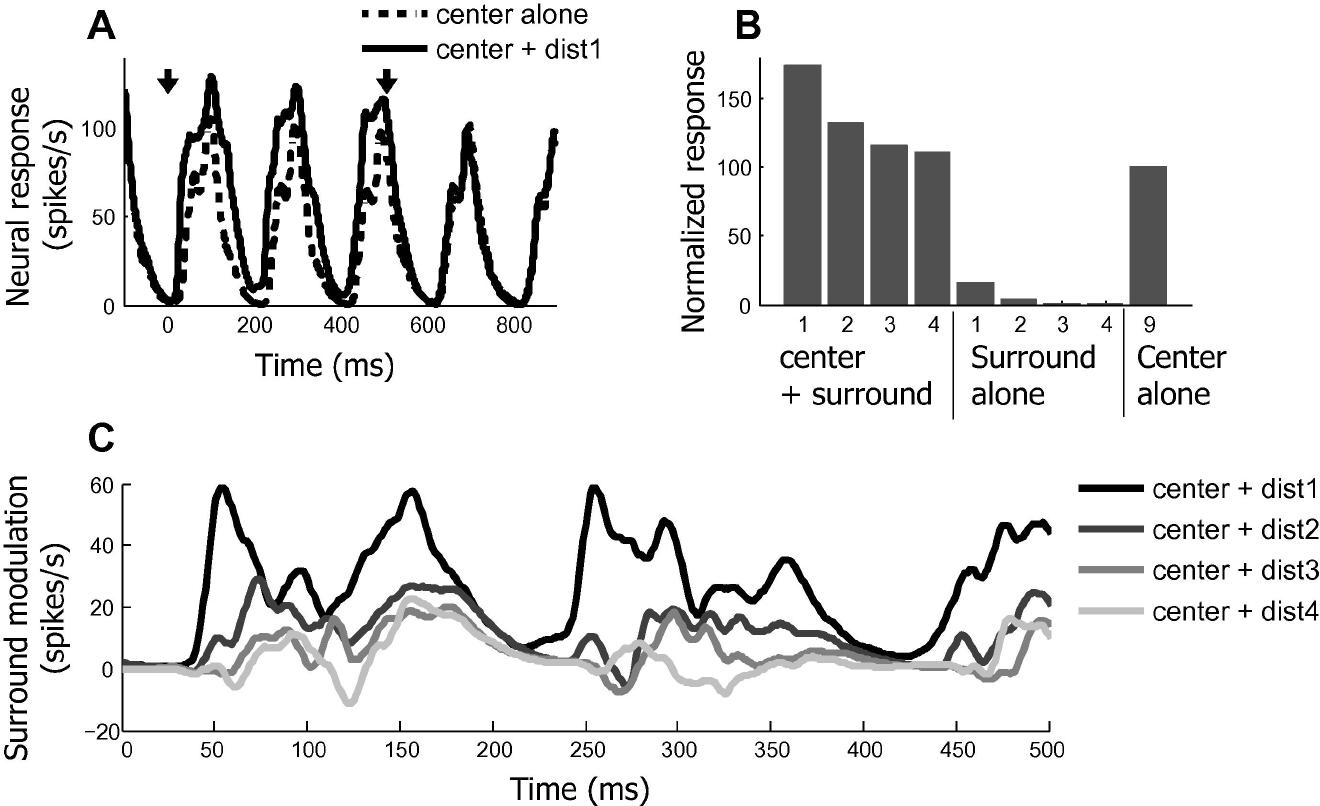 A
center alone
center + dist1
Neural response
(spikes/s)
100
50
0
0 200 400 600 800
Time (ms)
B
Normalized response
150
100
50
0
1 2 3 4 1 2 3 4 9
center
+ surround
Surround
alone
Center
alone
C
Surround modulation
(spikes/s)
60
40
20
0
−20
0 50 100 150 200 250 300 350 400 450 500
Time (ms)
center + dist1
center + dist2
center + dist3
center + dist4